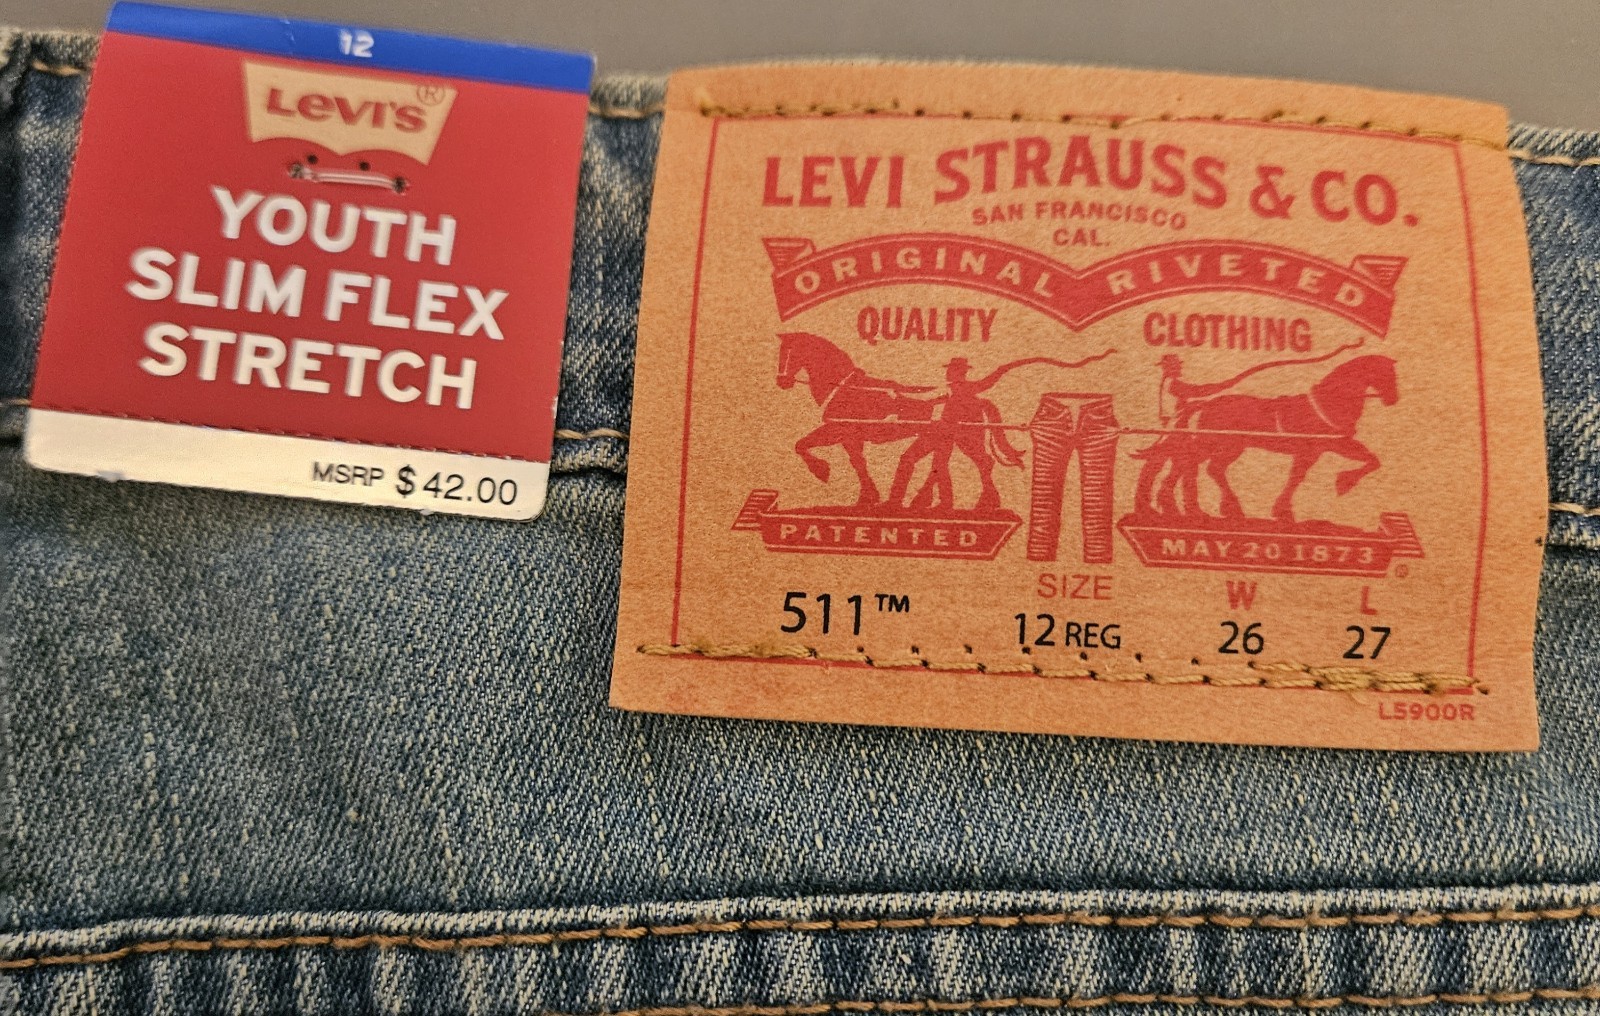 12
Levi's®
YOUTH
SLIM FLEX
STRETCH
MSRP $42.00
LEVI STRAUSS & CO.
SAN FRANCISCO
CAL.
ORIGINAL RIVETED
QUALITY CLOTHING
PATENTED MAY 20 1873 ®
SIZE W L
511™ 12 REG 26 27
L5900R